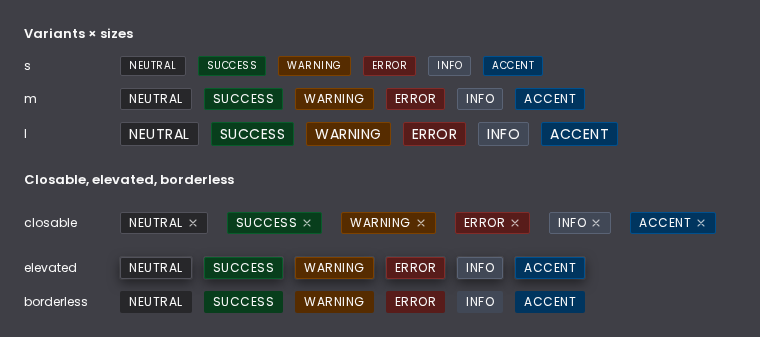 Variants × sizes
s NEUTRAL SUCCESS WARNING ERROR INFO ACCENT
m NEUTRAL SUCCESS WARNING ERROR INFO ACCENT
l NEUTRAL SUCCESS WARNING ERROR INFO ACCENT
Closable, elevated, borderless
closable NEUTRAL × SUCCESS × WARNING × ERROR × INFO × ACCENT ×
elevated NEUTRAL SUCCESS WARNING ERROR INFO ACCENT
borderless NEUTRAL SUCCESS WARNING ERROR INFO ACCENT